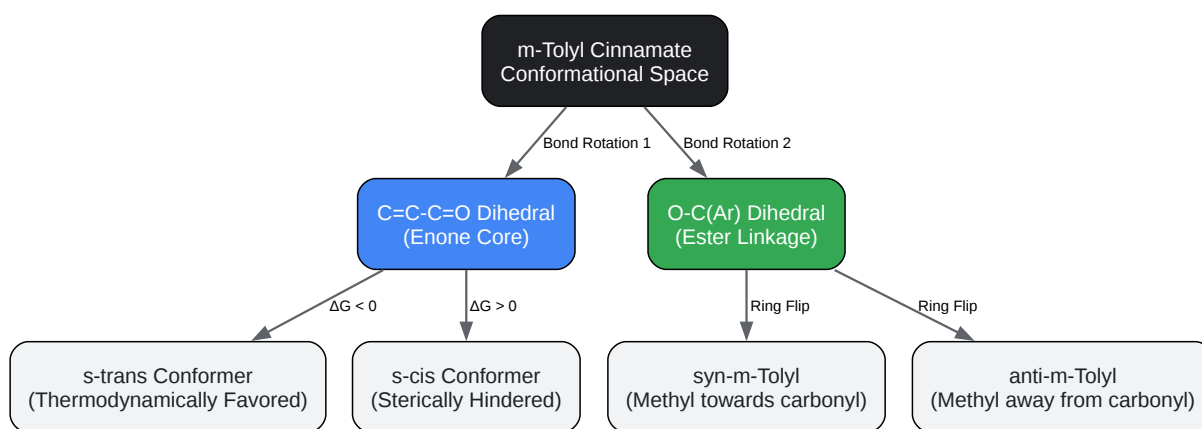 m-Tolyl Cinnamate
Conformational Space
Bond Rotation 1
Bond Rotation 2
C=C-C=O Dihedral
(Enone Core)
O-C(Ar) Dihedral
(Ester Linkage)
ΔG < 0
ΔG > 0
Ring Flip
Ring Flip
s-trans Conformer
(Thermodynamically Favored)
s-cis Conformer
(Sterically Hindered)
syn-m-Tolyl
(Methyl towards carbonyl)
anti-m-Tolyl
(Methyl away from carbonyl)